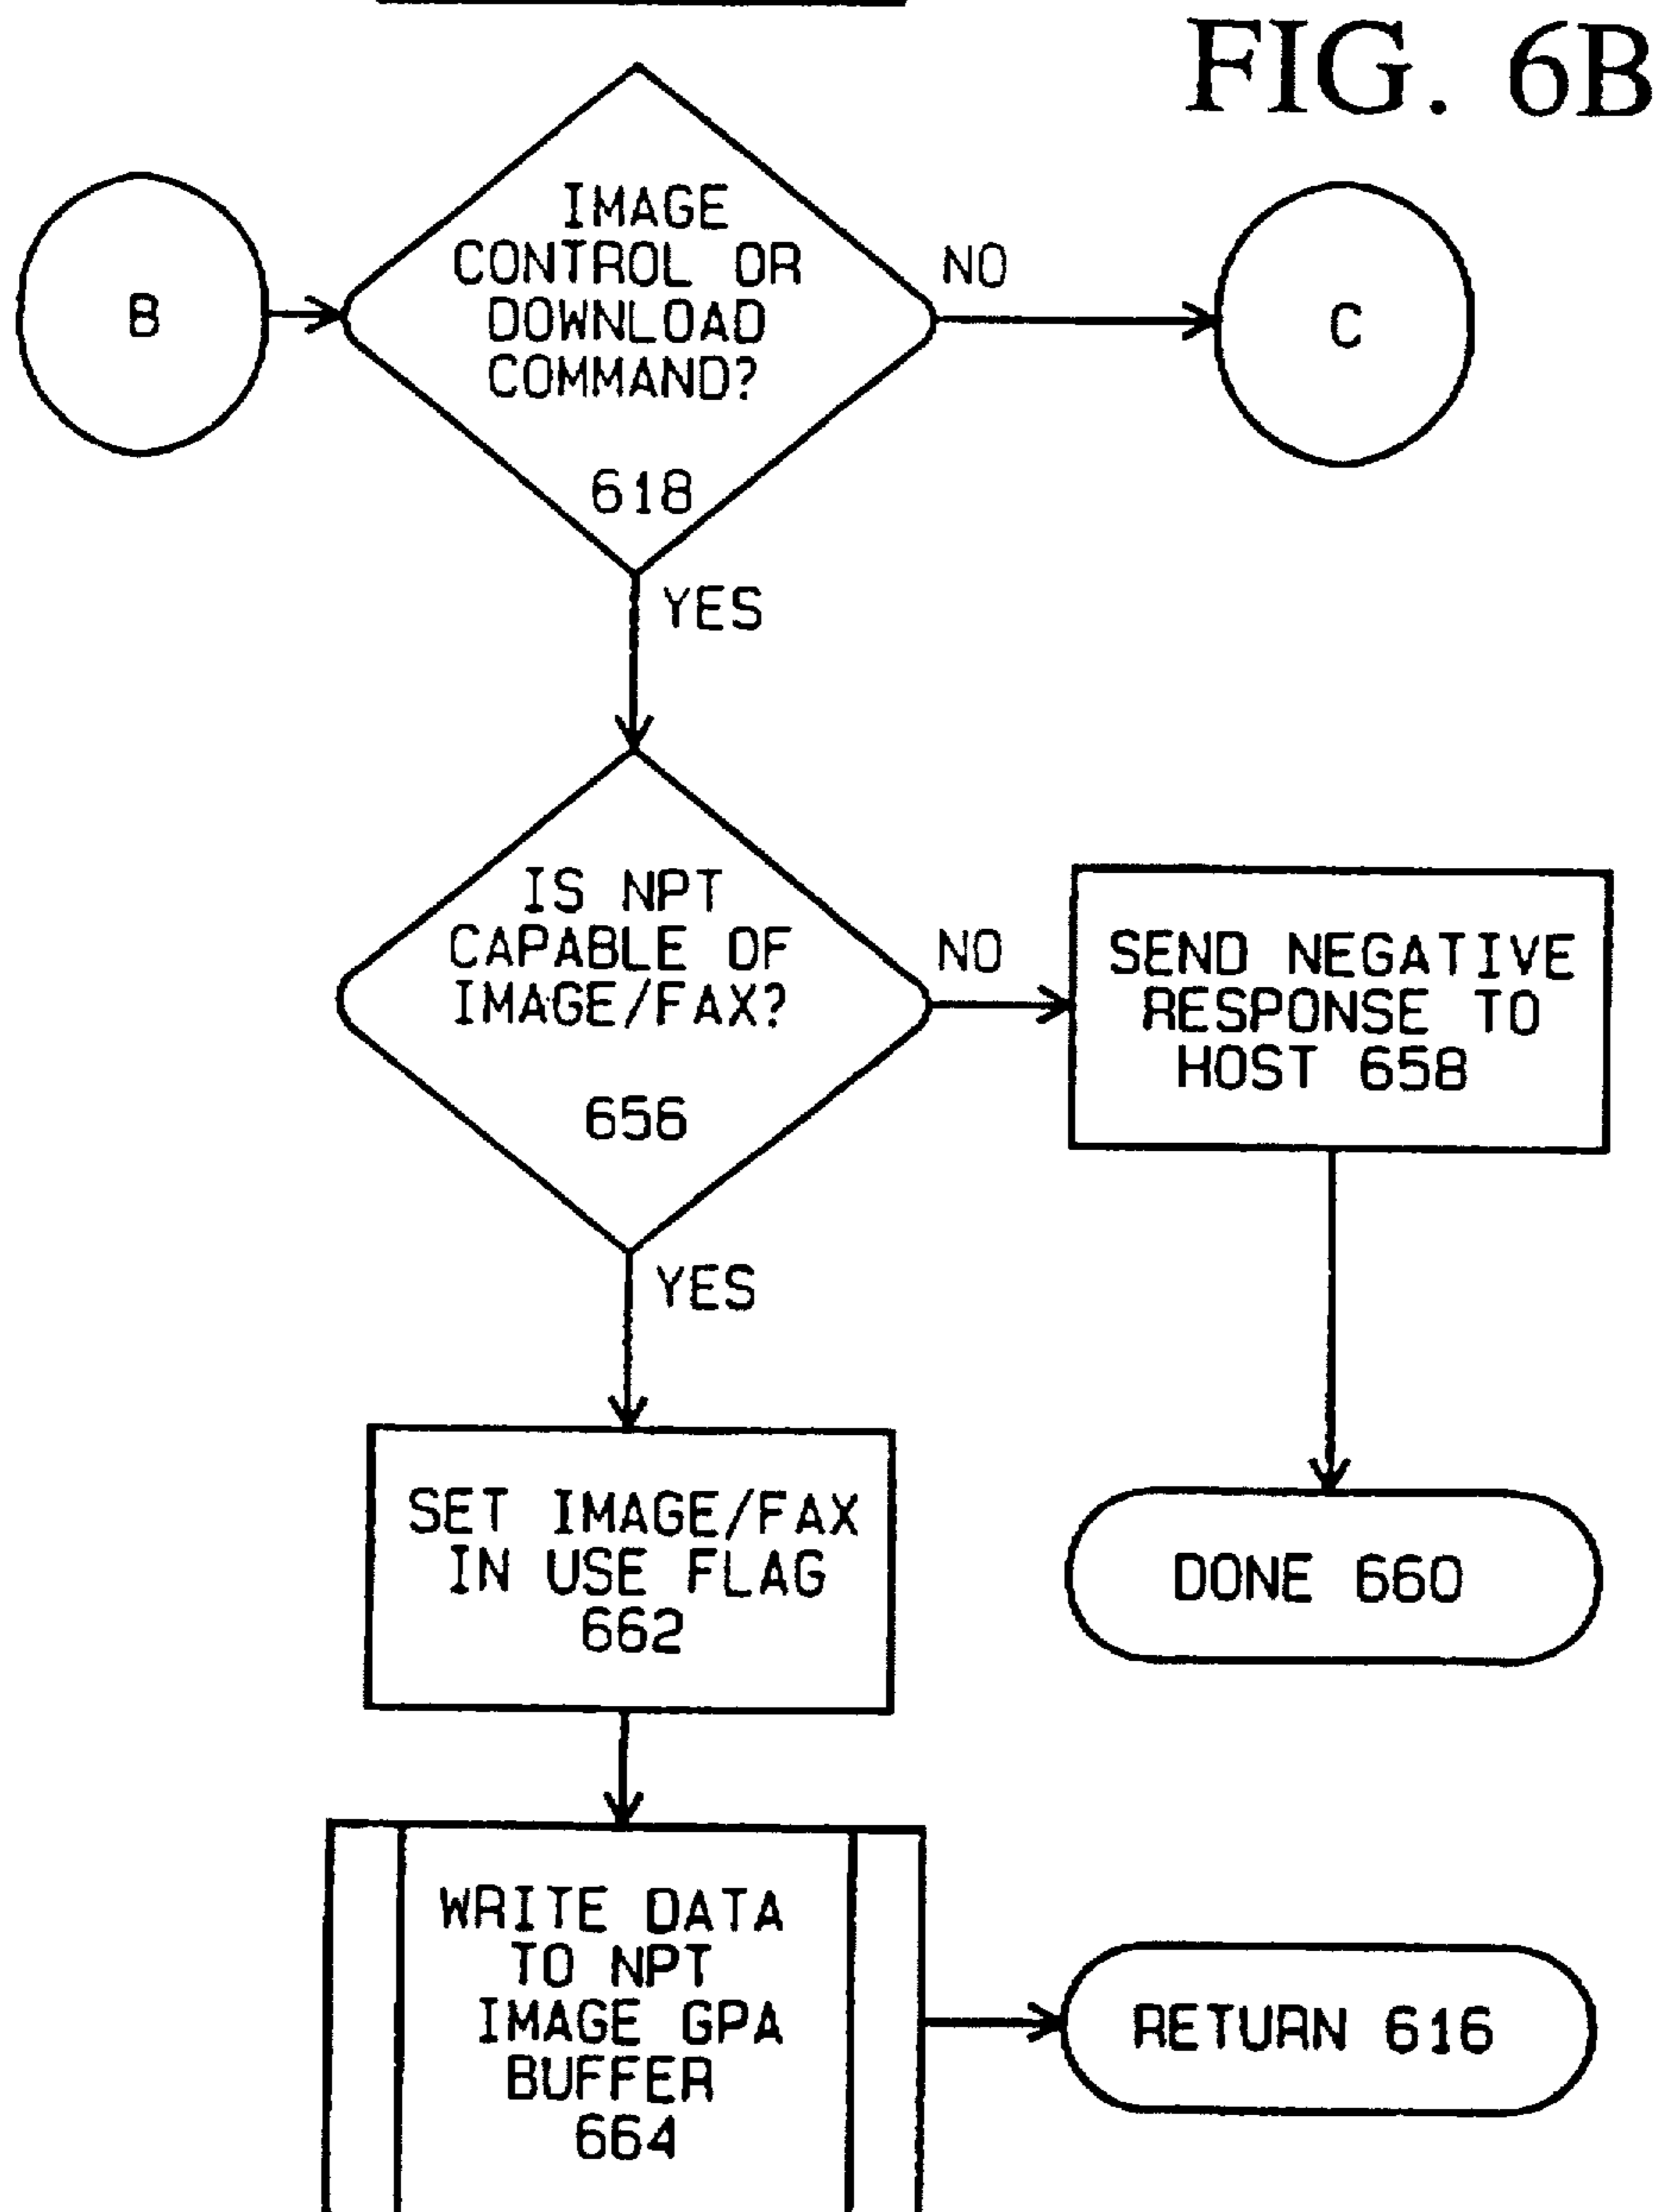 FIG. 6B
B
IMAGE
CONTROL OR
DOWNLOAD
COMMAND?
618
NO
C
YES
IS NPT
CAPABLE OF
IMAGE/FAX?
656
NO
SEND NEGATIVE
RESPONSE TO
HOST 658
YES
SET IMAGE/FAX
IN USE FLAG
662
DONE 660
WRITE DATA
TO NPT
IMAGE GPA
BUFFER
664
RETURN 616